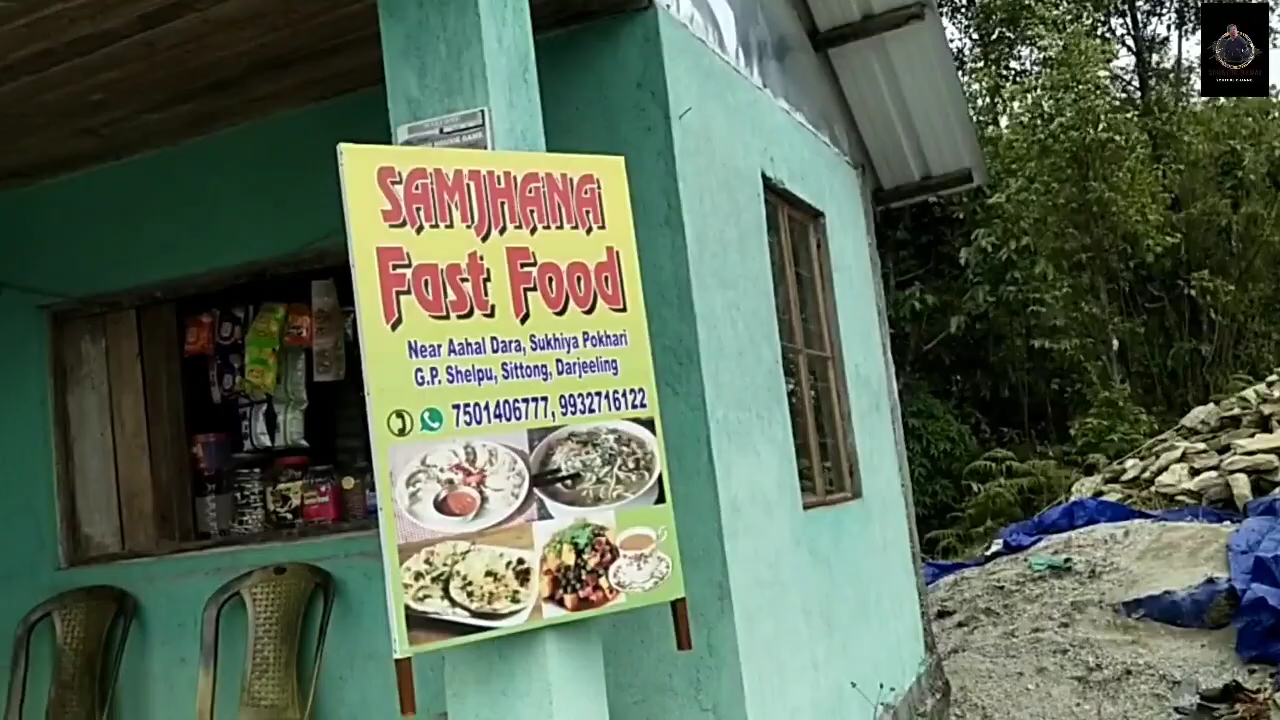 SAMJHANA
Fast Food
Near Aahal Dara, Sukhiya Pokhari
G.P. Shelpu, Sittong, Darjeeling
7501406777, 9932716122